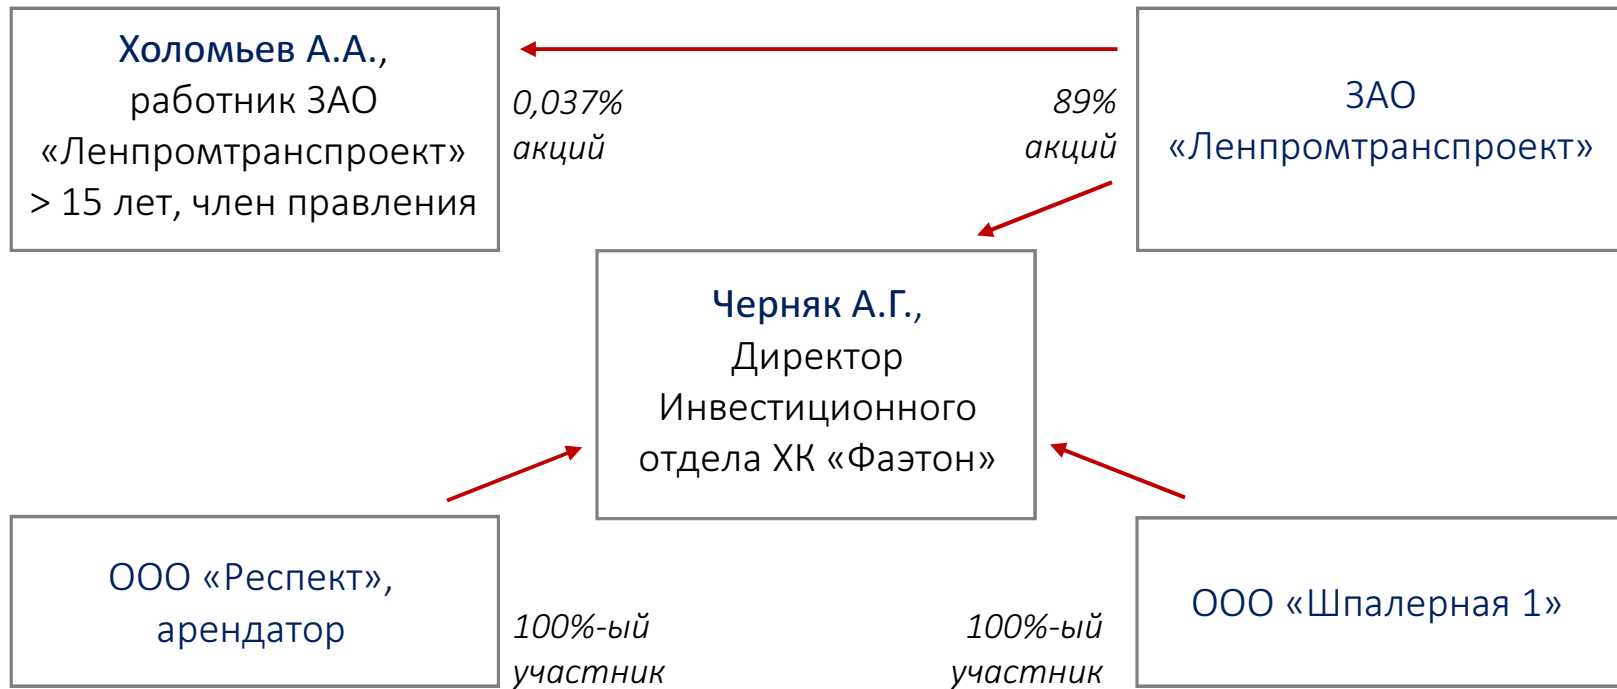 Холомьев А.А.,
работник ЗАО
«Ленпромтранспроект»
> 15 лет, член правления
0,037%
акций
89%
акций
ЗАО
«Ленпромтранспроект»
Черняк А.Г.,
Директор
Инвестиционного
отдела ХК «Фаэтон»
ООО «Респект»,
арендатор
100%-ый
участник
100%-ый
участник
ООО «Шпалерная 1»